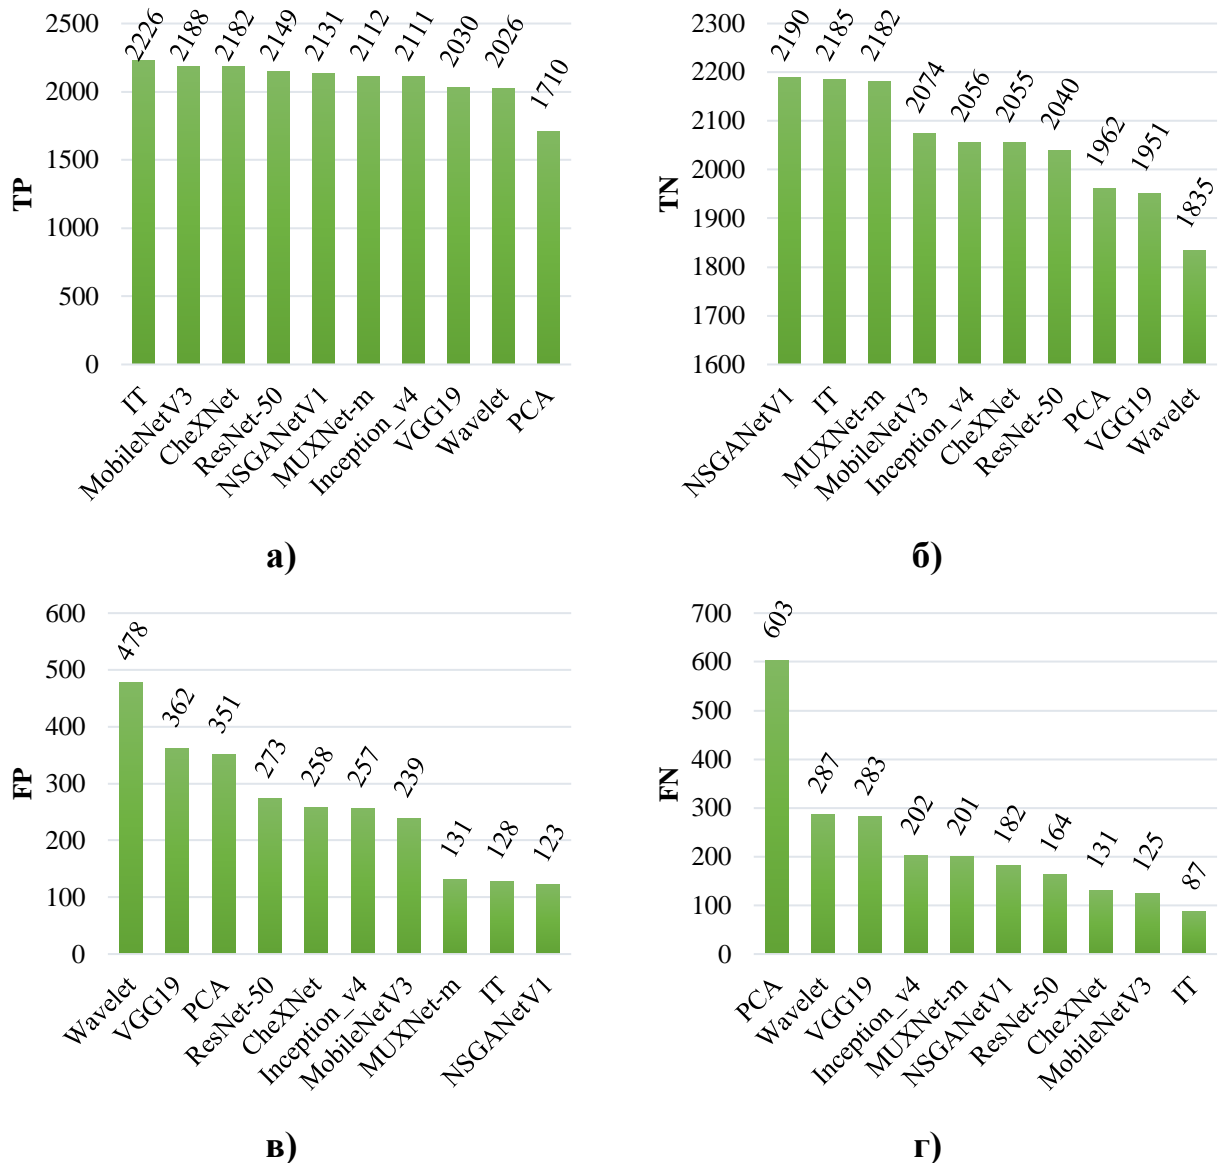 2500
2000
1500
1000
500
0
TP
2226
2188
2182
2149
2131
2112
2111
2030
2026
1710
IT
MobileNetV3
CheXNet
ResNet-50
NSGANetV1
MUXNet-m
Inception_v4
VGG19
Wavelet
PCA
а)
2300
2200
2100
2000
1900
1800
1700
1600
TN
2190
2185
2182
2074
2056
2055
2040
1962
1951
1835
NSGANetV1
IT
MUXNet-m
MobileNetV3
Inception_v4
CheXNet
ResNet-50
PCA
VGG19
Wavelet
б)
600
500
400
300
200
100
0
FP
478
362
351
273
258
257
239
131
128
123
Wavelet
VGG19
PCA
ResNet-50
CheXNet
Inception_v4
MobileNetV3
MUXNet-m
IT
NSGANetV1
в)
700
600
500
400
300
200
100
0
FN
603
287
283
202
201
182
164
131
125
87
PCA
Wavelet
VGG19
Inception_v4
MUXNet-m
NSGANetV1
ResNet-50
CheXNet
MobileNetV3
IT
г)